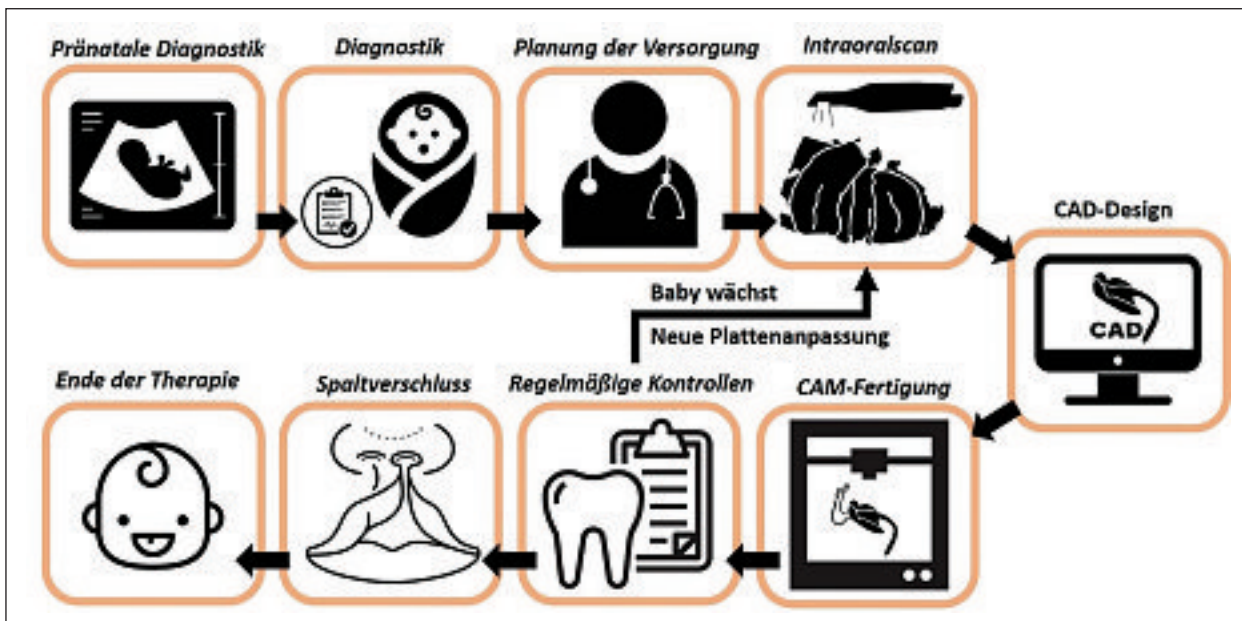 Pränatale Diagnostik
Diagnostik
Planung der Versorgung
Intraoralscan
CAD-Design
CAD
Baby wächst
Neue Plattenanpassung
Ende der Therapie
Spaltverschluss
Regelmäßige Kontrollen
CAM-Fertigung